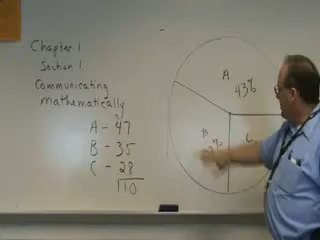 Chapter 1
Section 1
Communicating
Mathematically
A - 47
B - 35
C - 28
110
A
43%
B
C